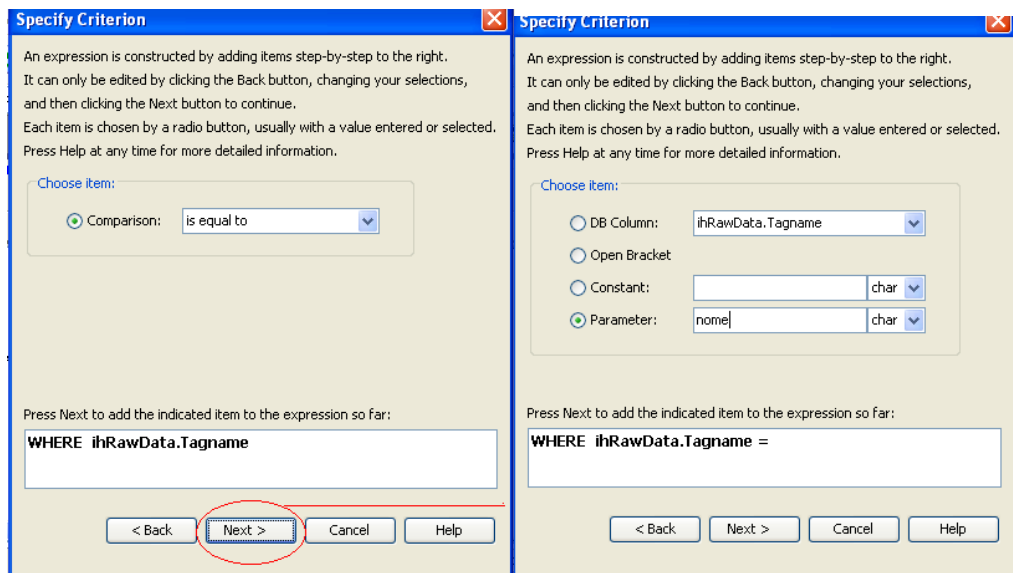 Specify Criterion
An expression is constructed by adding items step-by-step to the right.
It can only be edited by clicking the Back button, changing your selections,
and then clicking the Next button to continue.
Each item is chosen by a radio button, usually with a value entered or selected.
Press Help at any time for more detailed information.
Choose item:
Comparison: is equal to
Press Next to add the indicated item to the expression so far:
WHERE ihRawData.Tagname
< Back Next > Cancel Help
Specify Criterion
An expression is constructed by adding items step-by-step to the right.
It can only be edited by clicking the Back button, changing your selections,
and then clicking the Next button to continue.
Each item is chosen by a radio button, usually with a value entered or selected.
Press Help at any time for more detailed information.
Choose item:
DB Column: ihRawData.Tagname
Open Bracket
Constant: char
Parameter: nome char
Press Next to add the indicated item to the expression so far:
WHERE ihRawData.Tagname =
< Back Next > Cancel Help